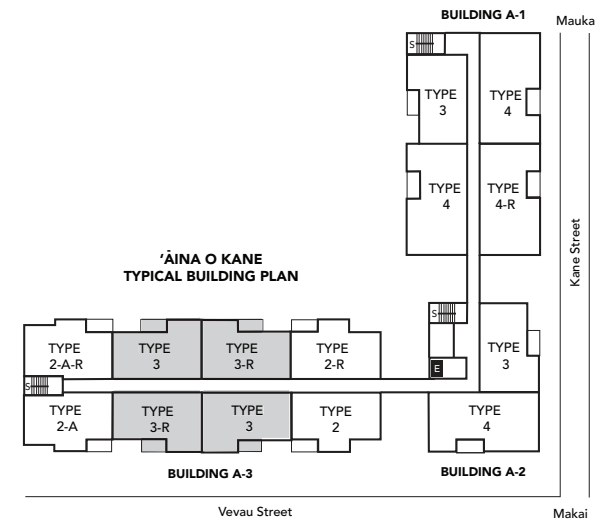 BUILDING A-1
Mauka
S
TYPE
3
TYPE
4
TYPE
4
TYPE
4-R
Kane Street
'ĀINA O KANE
TYPICAL BUILDING PLAN
S
TYPE
3
E
TYPE
2-A-R
TYPE
3
TYPE
3-R
TYPE
2-R
S
TYPE
2-A
TYPE
3-R
TYPE
3
TYPE
2
TYPE
4
BUILDING A-3
BUILDING A-2
Vevau Street
Makai